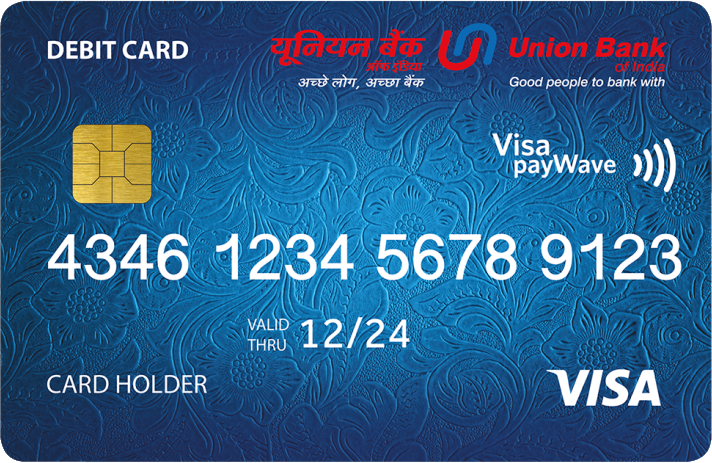 DEBIT CARD
यूनियन बैंक
ऑफ इंडिया
अच्छे लोग, अच्छा बैंक
Union Bank
of India
Good people to bank with
Visa
payWave
4346 1234 5678 9123
VALID
THRU 12/24
CARD HOLDER
VISA